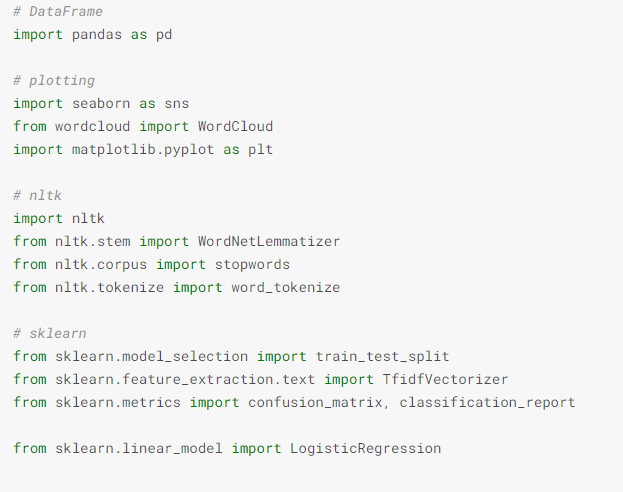 # DataFrame
import pandas as pd
# plotting
import seaborn as sns
from wordcloud import WordCloud
import matplotlib.pyplot as plt
# nltk
import nltk
from nltk.stem import WordNetLemmatizer
from nltk.corpus import stopwords
from nltk.tokenize import word_tokenize
# sklearn
from sklearn.model_selection import train_test_split
from sklearn.feature_extraction.text import TfidfVectorizer
from sklearn.metrics import confusion_matrix, classification_report
from sklearn.linear_model import LogisticRegression